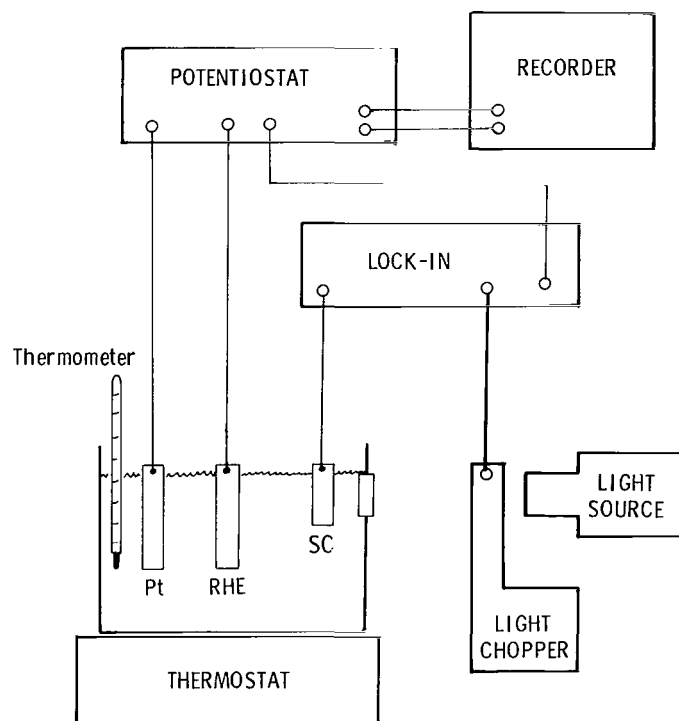 POTENTIOSTAT
RECORDER
LOCK-IN
Thermometer
LIGHT
SOURCE
SC
Pt
RHE
LIGHT
CHOPPER
THERMOSTAT